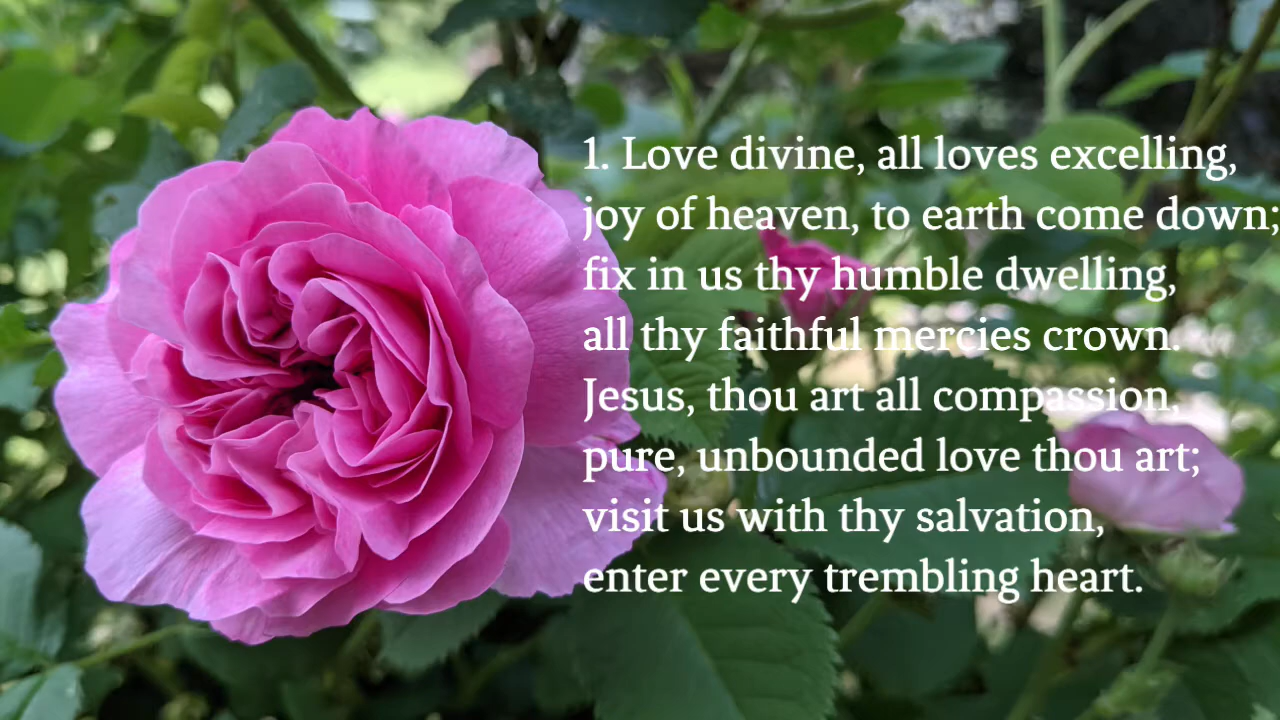 1. Love divine, all loves excelling,
joy of heaven, to earth come down;
fix in us thy humble dwelling,
all thy faithful mercies crown.
Jesus, thou art all compassion,
pure, unbounded love thou art;
visit us with thy salvation,
enter every trembling heart.